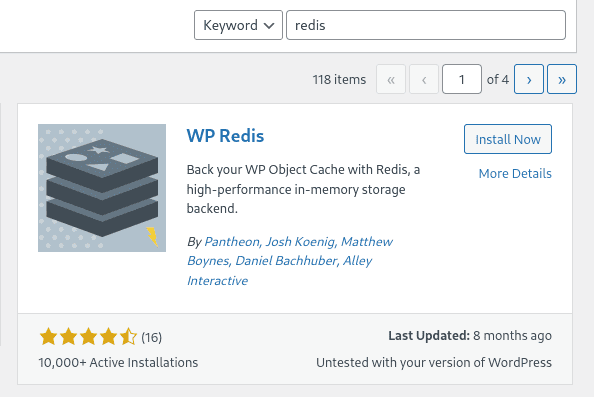 Keyword redis
118 items « ‹ 1 of 4 › »
WP Redis
Install Now
More Details
Back your WP Object Cache with Redis, a
high-performance in-memory storage
backend.
By Pantheon, Josh Koenig, Matthew
Boynes, Daniel Bachhuber, Alley
Interactive
(16)
Last Updated: 8 months ago
10,000+ Active Installations
Untested with your version of WordPress